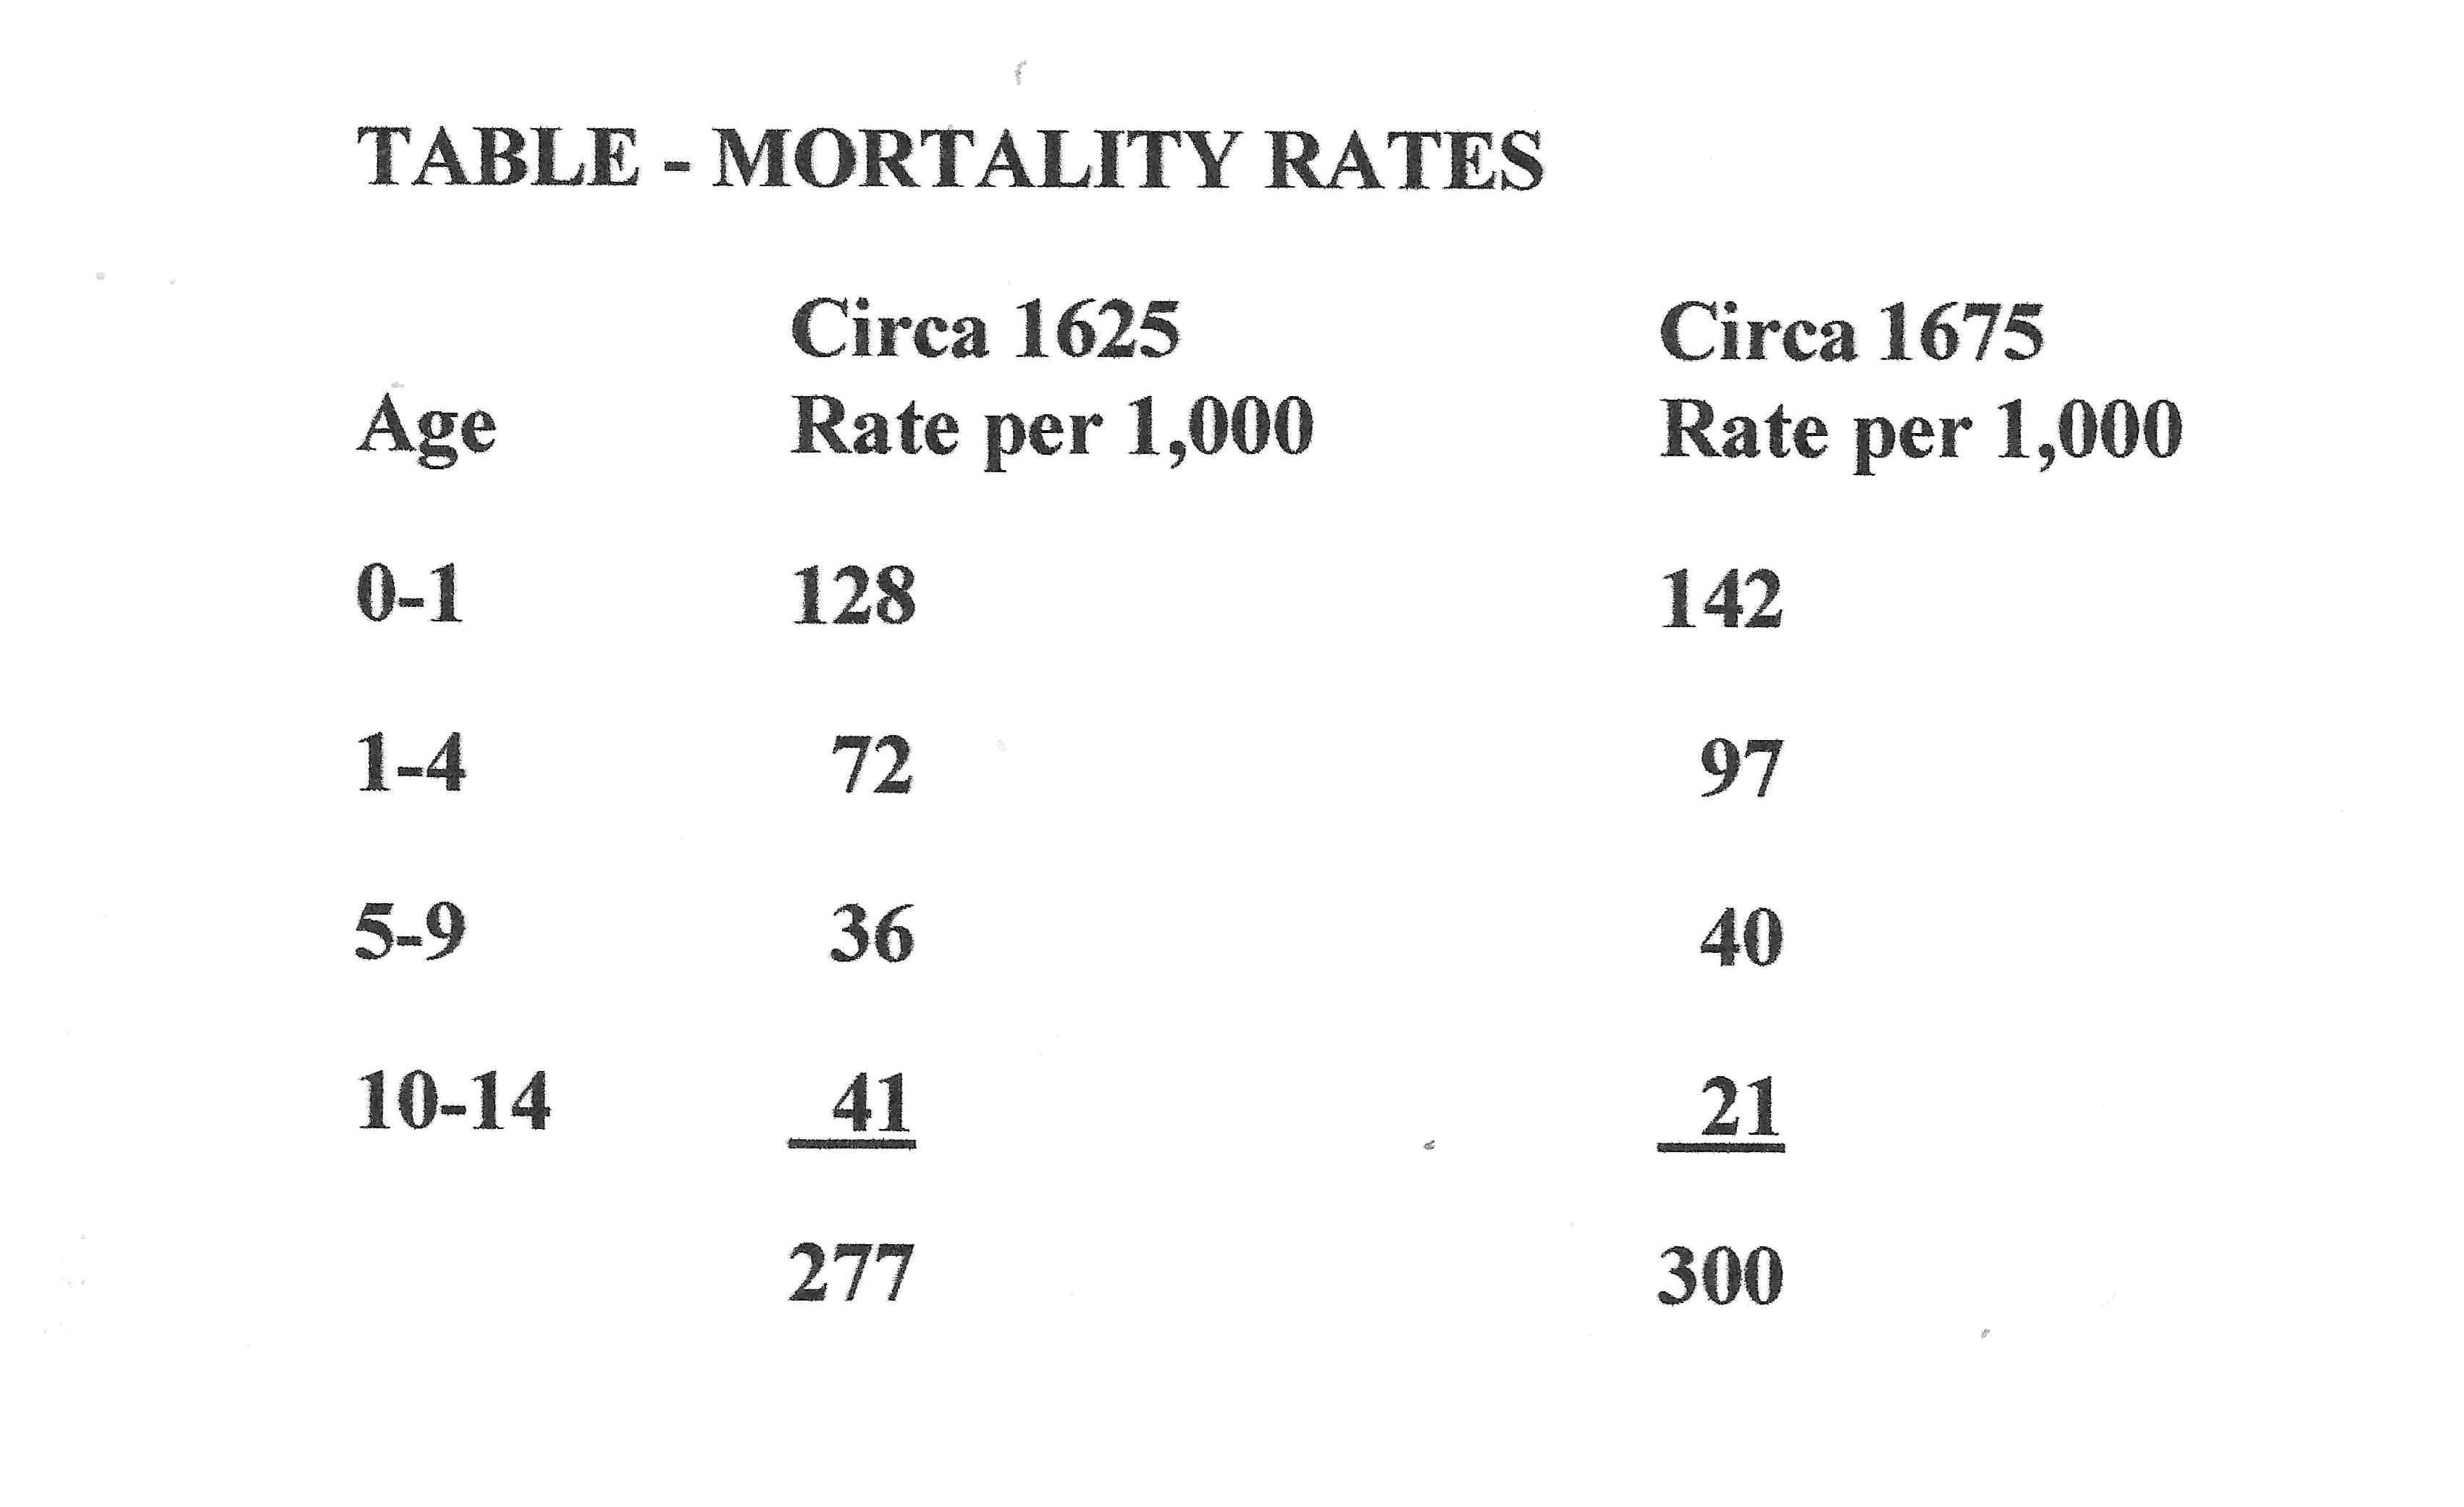 TABLE - MORTALITY RATES
Circa 1625 Circa 1675
Age Rate per 1,000 Rate per 1,000
0-1 128 142
1-4 72 97
5-9 36 40
10-14 41 21
277 300